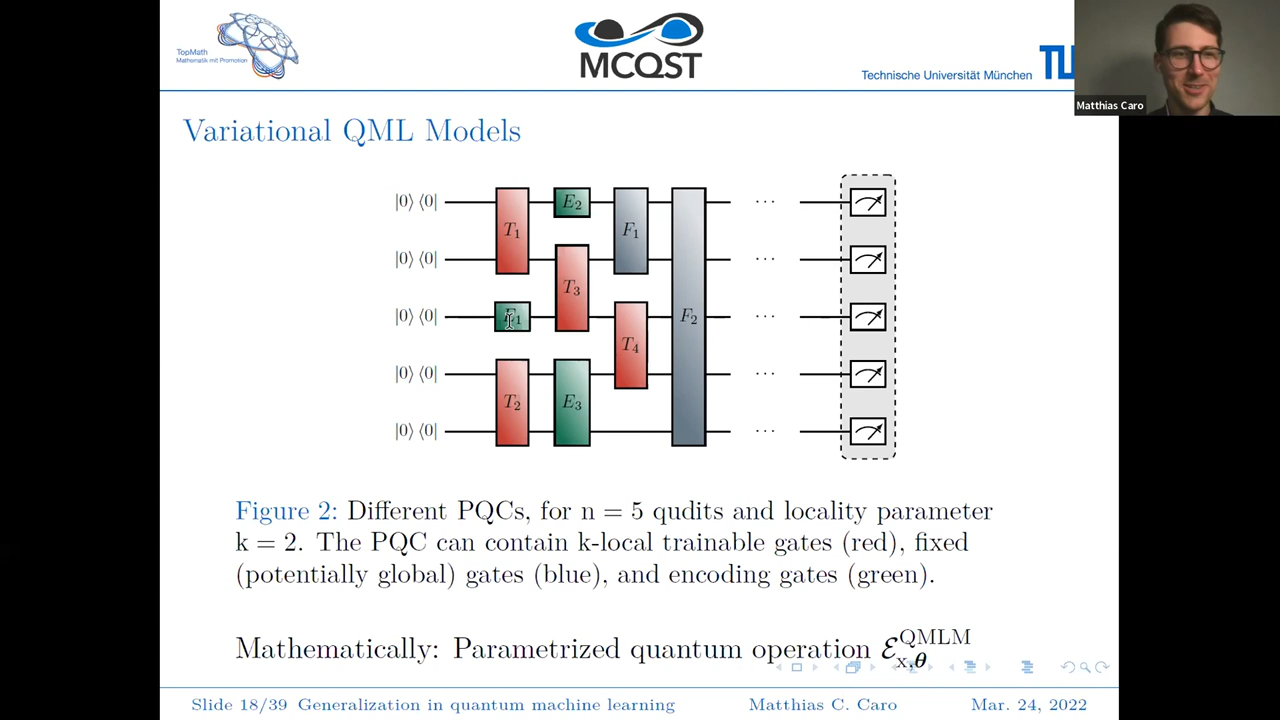 TopMath
Mathematik mit Promotion
MCQST
Technische Universität München
Matthias Caro
Variational QML Models
|0⟩ ⟨0|
T₁
E₂
F₁
|0⟩ ⟨0|
T₃
|0⟩ ⟨0|
F₂
T₄
|0⟩ ⟨0|
T₂
E₃
|0⟩ ⟨0|
Figure 2: Different PQCs, for n = 5 qudits and locality parameter
k = 2. The PQC can contain k-local trainable gates (red), fixed
(potentially global) gates (blue), and encoding gates (green).
Mathematically: Parametrized quantum operation ℰ^QMLM_x,θ
Slide 18/39 Generalization in quantum machine learning Matthias C. Caro Mar. 24, 2022